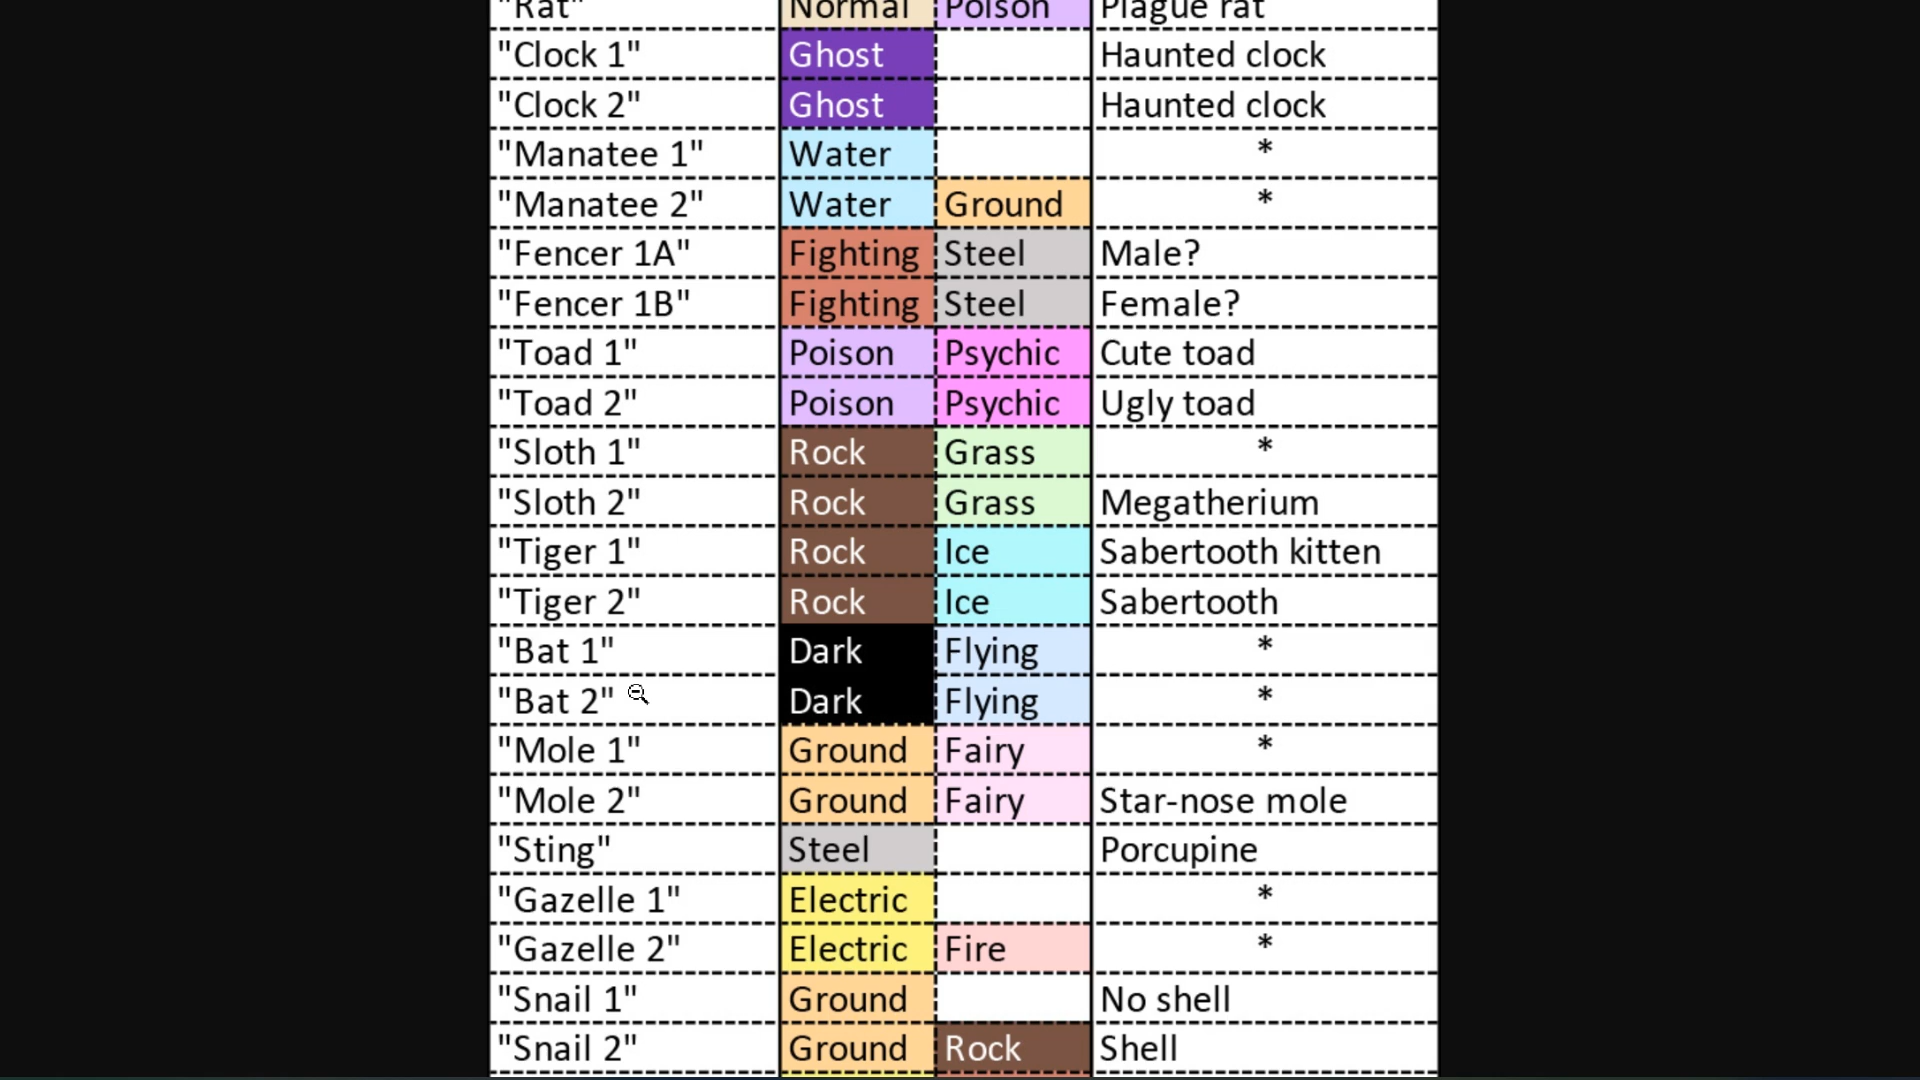 "Rat" Normal Poison Plague rat
"Clock 1" Ghost Haunted clock
"Clock 2" Ghost Haunted clock
"Manatee 1" Water *
"Manatee 2" Water Ground *
"Fencer 1A" Fighting Steel Male?
"Fencer 1B" Fighting Steel Female?
"Toad 1" Poison Psychic Cute toad
"Toad 2" Poison Psychic Ugly toad
"Sloth 1" Rock Grass *
"Sloth 2" Rock Grass Megatherium
"Tiger 1" Rock Ice Sabertooth kitten
"Tiger 2" Rock Ice Sabertooth
"Bat 1" Dark Flying *
"Bat 2" Dark Flying *
"Mole 1" Ground Fairy *
"Mole 2" Ground Fairy Star-nose mole
"Sting" Steel Porcupine
"Gazelle 1" Electric *
"Gazelle 2" Electric Fire *
"Snail 1" Ground No shell
"Snail 2" Ground Rock Shell